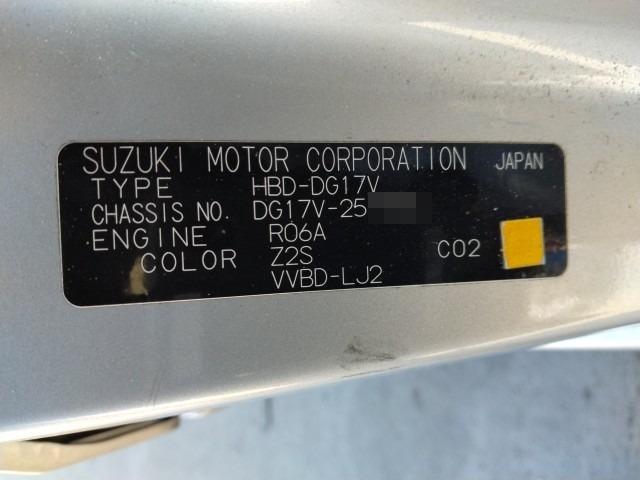 SUZUKI MOTOR CORPORATION JAPAN
TYPE HBD-DG17V
CHASSIS NO. DG17V-25
ENGINE R06A
COLOR Z2S C02
VVBD-LJ2